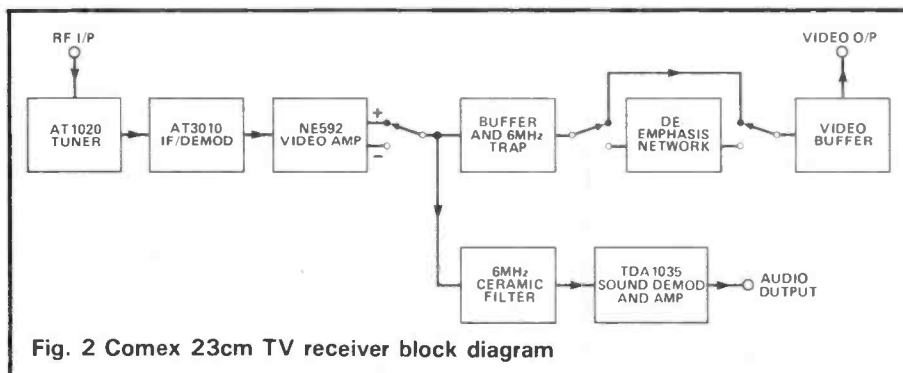 RF I/P
VIDEO O/P
AT1020
TUNER
AT3010
IF/DEMOD
NE592
VIDEO AMP
+
−
BUFFER
AND 6MHz
TRAP
DE
EMPHASIS
NETWORK
VIDEO
BUFFER
6MHz
CERAMIC
FILTER
TDA1035
SOUND DEMOD
AND AMP
AUDIO
OUTPUT
Fig. 2 Comex 23cm TV receiver block diagram